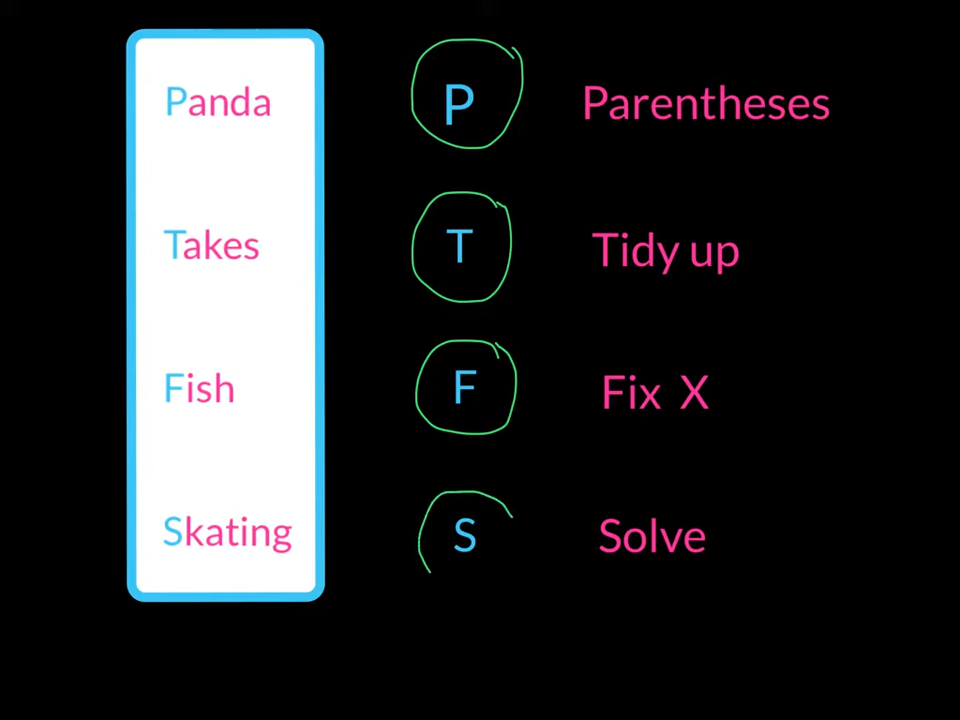 Panda P Parentheses
Takes T Tidy up
Fish F Fix X
Skating S Solve